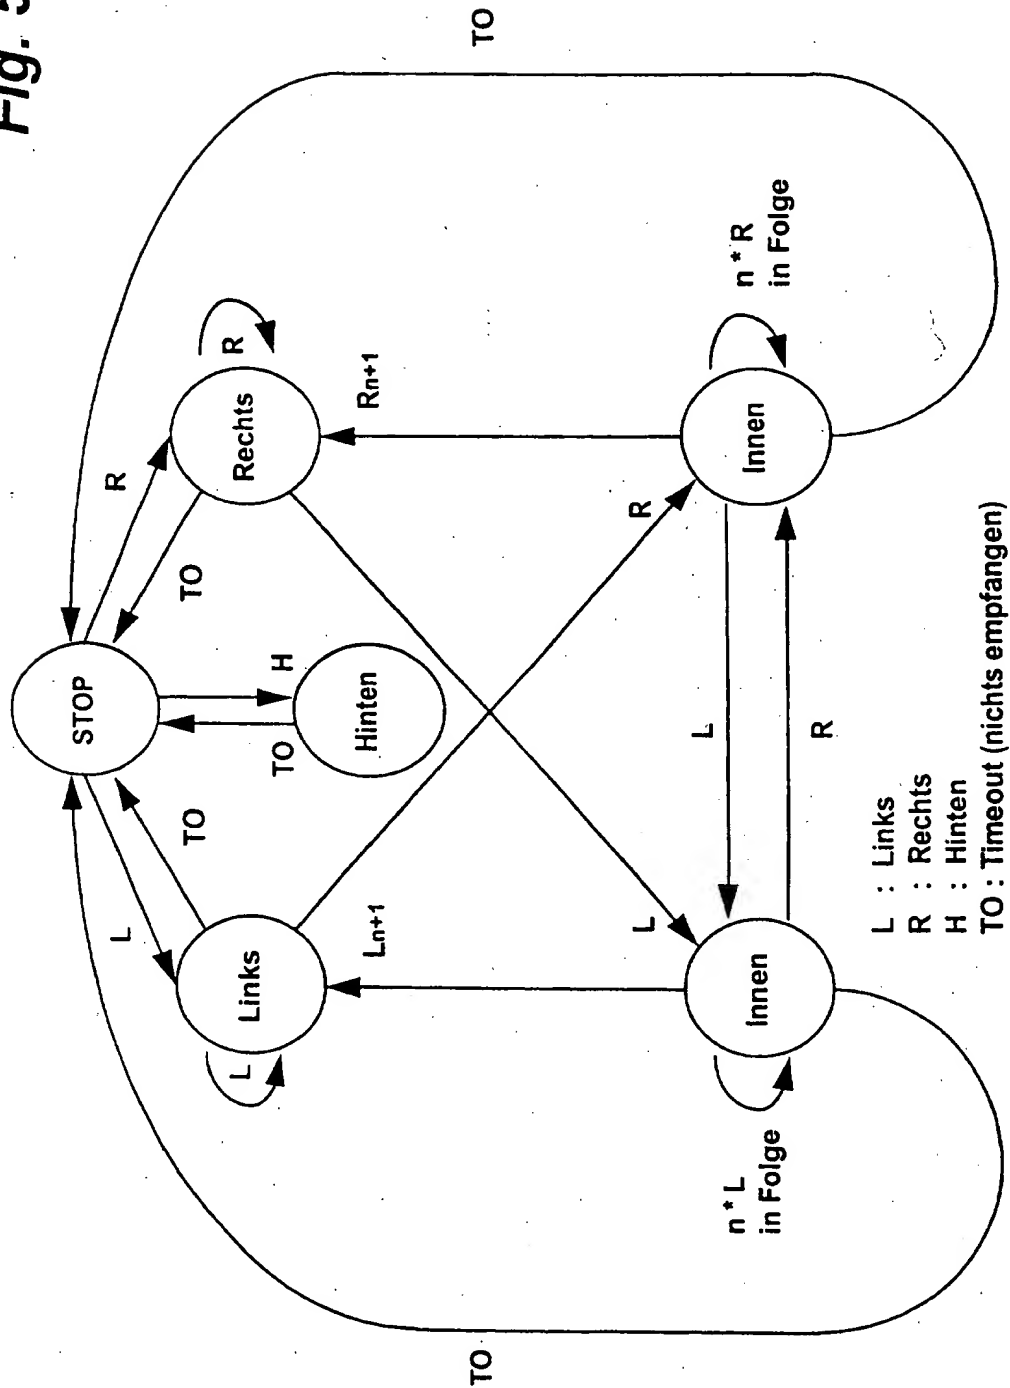 Fig. 5
STOP
L
TO
TO
H
TO
R
Links
L
Hinten
Rechts
R
Ln+1
Rn+1
L
R
L
Innen
Innen
n * L
in Folge
n * R
in Folge
R
TO
TO
L : Links
R : Rechts
H : Hinten
TO : Timeout (nichts empfangen)